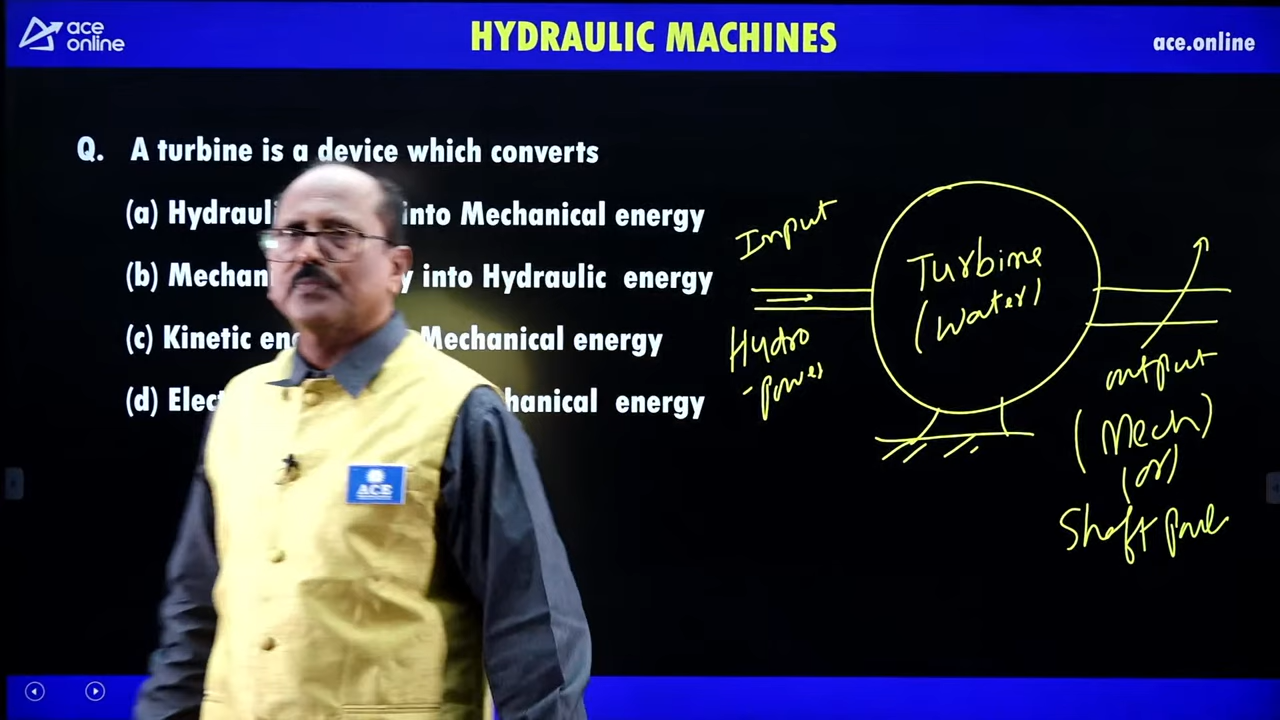 ace
online
HYDRAULIC MACHINES
ace.online
Q. A turbine is a device which converts
(a) Hydrauli into Mechanical energy
(b) Mechan y into Hydraulic energy
(c) Kinetic ene Mechanical energy
(d) Elect hanical energy
Input
Hydro
-power
Turbine
(water)
output
(Mech)
(or)
Shaft
ACE